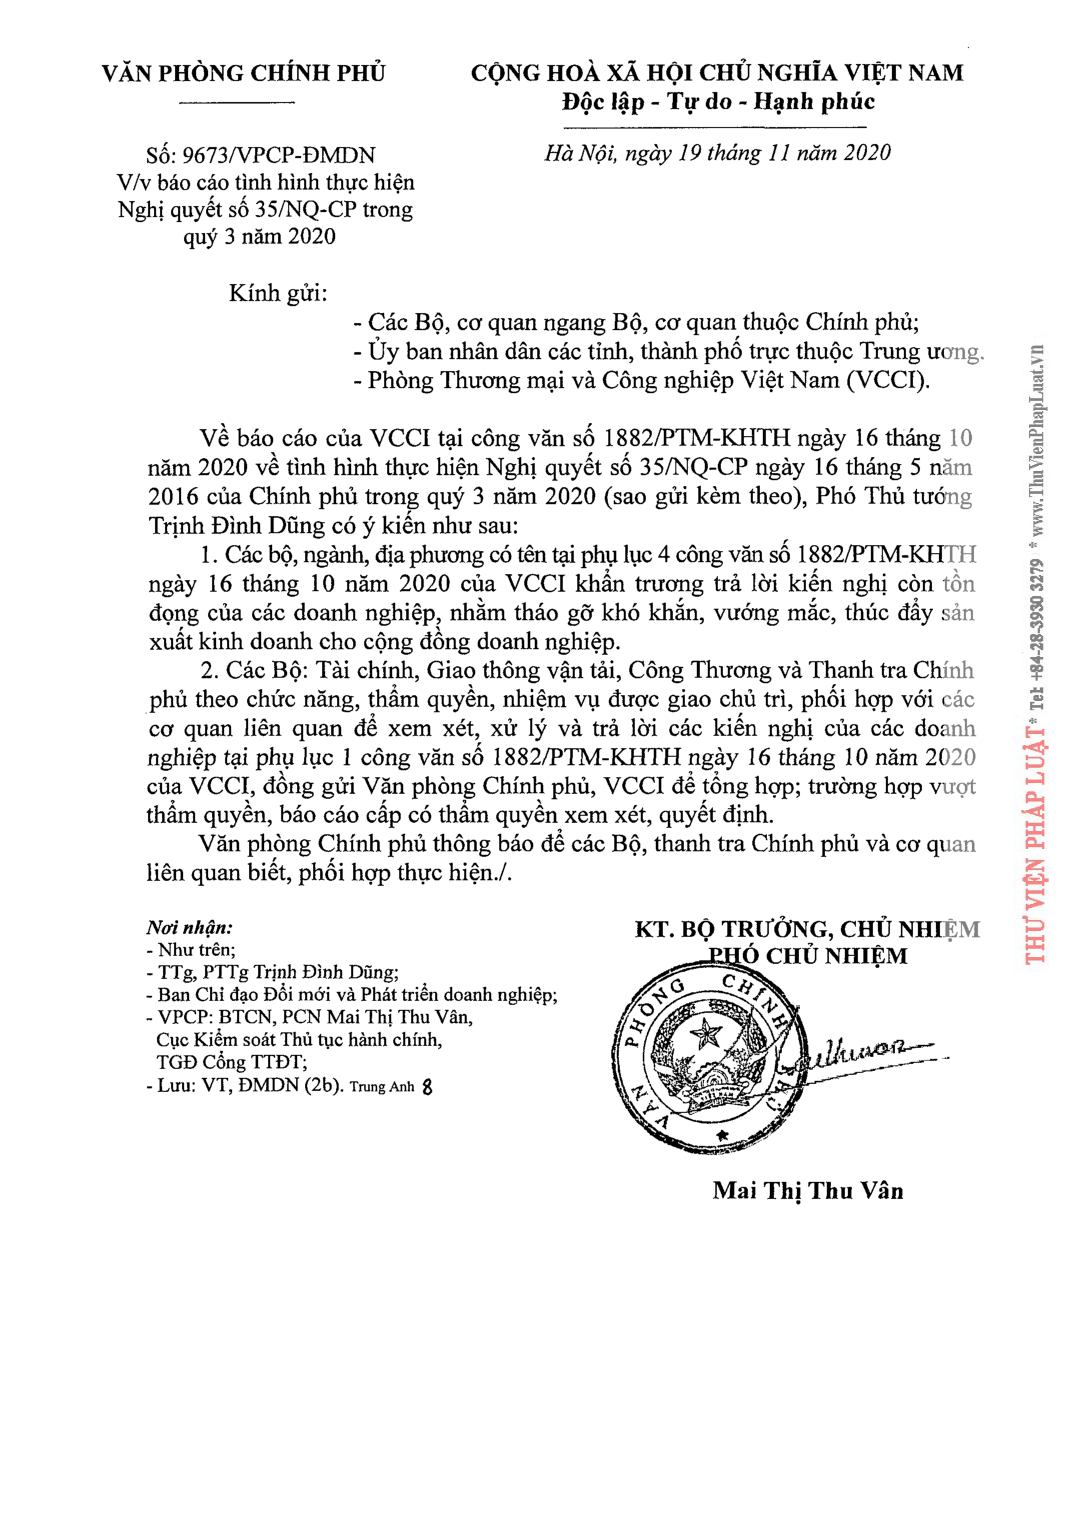 VĂN PHÒNG CHÍNH PHỦ
CỘNG HOÀ XÃ HỘI CHỦ NGHĨA VIỆT NAM
Độc lập - Tự do - Hạnh phúc
Số: 9673/VPCP-ĐMDN
V/v báo cáo tình hình thực hiện
Nghị quyết số 35/NQ-CP trong
quý 3 năm 2020
Hà Nội, ngày 19 tháng 11 năm 2020
Kính gửi:
- Các Bộ, cơ quan ngang Bộ, cơ quan thuộc Chính phủ;
- Ủy ban nhân dân các tỉnh, thành phố trực thuộc Trung ương.
- Phòng Thương mại và Công nghiệp Việt Nam (VCCI).
Về báo cáo của VCCI tại công văn số 1882/PTM-KHTH ngày 16 tháng 10
năm 2020 về tình hình thực hiện Nghị quyết số 35/NQ-CP ngày 16 tháng 5 năm
2016 của Chính phủ trong quý 3 năm 2020 (sao gửi kèm theo), Phó Thủ tướng
Trịnh Đình Dũng có ý kiến như sau:
1. Các bộ, ngành, địa phương có tên tại phụ lục 4 công văn số 1882/PTM-KHTH
ngày 16 tháng 10 năm 2020 của VCCI khẩn trương trả lời kiến nghị còn tồn
đọng của các doanh nghiệp, nhằm tháo gỡ khó khắn, vướng mắc, thúc đẩy sản
xuất kinh doanh cho cộng đồng doanh nghiệp.
2. Các Bộ: Tài chính, Giao thông vận tải, Công Thương và Thanh tra Chính
phủ theo chức năng, thẩm quyền, nhiệm vụ được giao chủ trì, phối hợp với các
cơ quan liên quan để xem xét, xử lý và trả lời các kiến nghị của các doanh
nghiệp tại phụ lục 1 công văn số 1882/PTM-KHTH ngày 16 tháng 10 năm 2020
của VCCI, đồng gửi Văn phòng Chính phủ, VCCI để tổng hợp; trường hợp vượt
thẩm quyền, báo cáo cấp có thẩm quyền xem xét, quyết định.
Văn phòng Chính phủ thông báo để các Bộ, thanh tra Chính phủ và cơ quan
liên quan biết, phối hợp thực hiện./.
Nơi nhận:
- Như trên;
- TTg, PTTg Trịnh Đình Dũng;
- Ban Chỉ đạo Đổi mới và Phát triển doanh nghiệp;
- VPCP: BTCN, PCN Mai Thị Thu Vân,
Cục Kiểm soát Thủ tục hành chính,
TGĐ Cổng TTĐT;
- Lưu: VT, ĐMDN (2b). Trung Anh 8
KT. BỘ TRƯỞNG, CHỦ NHIỆM
PHÓ CHỦ NHIỆM
VĂN PHÒNG CHÍNH PHỦ
VIỆT NAM
Mai Thị Thu Vân
THƯ VIỆN PHÁP LUẬT * Tel: +84-28-3930 3279 * www.ThuVienPhapLuat.vn